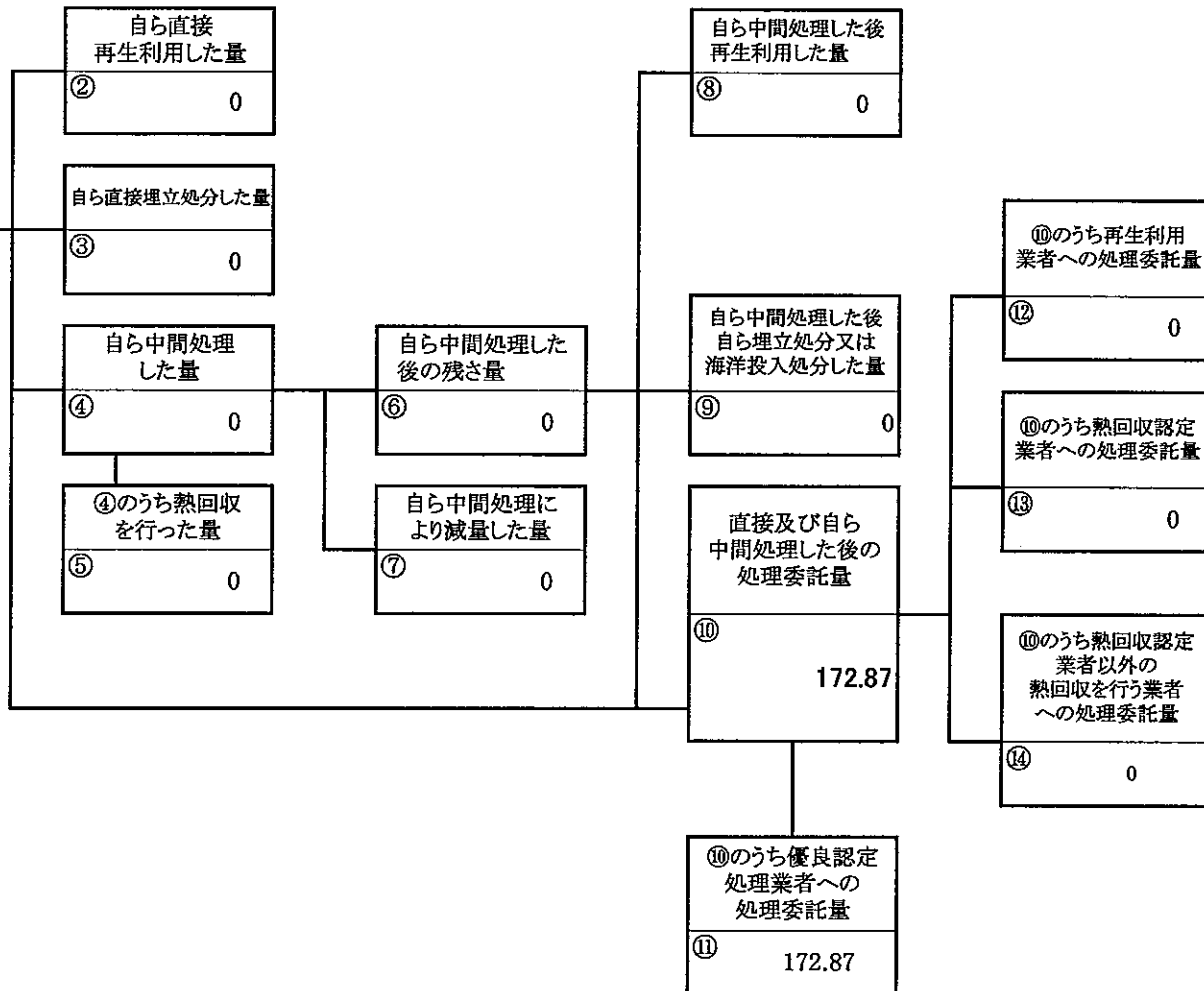 自ら直接
再生利用した量
②
0
自ら直接埋立処分した量
③
0
自ら中間処理
した量
④
0
④のうち熱回収
を行った量
⑤
0
自ら中間処理した
後の残さ量
⑥
0
自ら中間処理に
より減量した量
⑦
0
自ら中間処理した後
再生利用した量
⑧
0
自ら中間処理した後
自ら埋立処分又は
海洋投入処分した量
⑨
0
直接及び自ら
中間処理した後の
処理委託量
⑩
172.87
⑩のうち優良認定
処理業者への
処理委託量
⑪
172.87
⑩のうち再生利用
業者への処理委託量
⑫
0
⑩のうち熱回収認定
業者への処理委託量
⑬
0
⑩のうち熱回収認定
業者以外の
熱回収を行う業者
への処理委託量
⑭
0